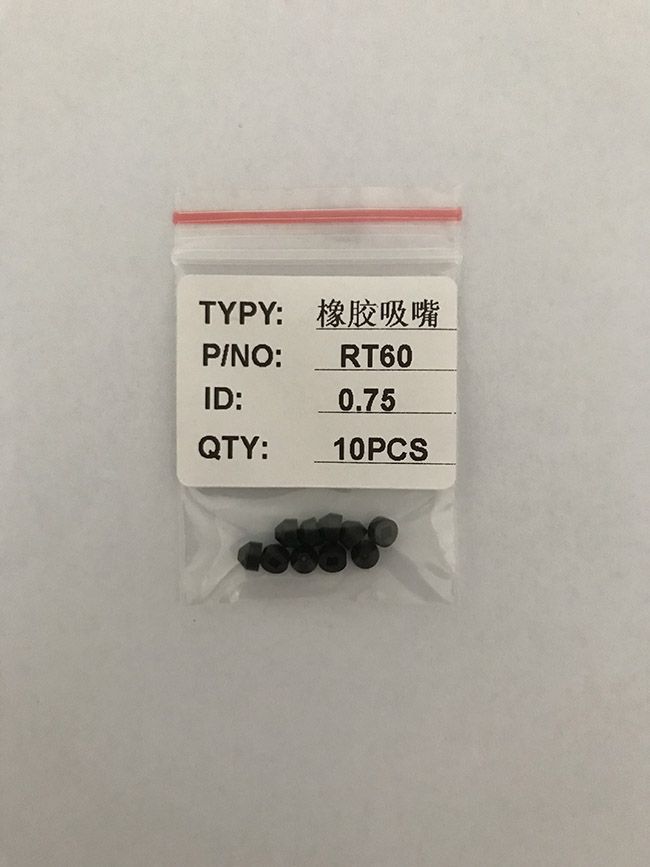 TYPY: 橡胶吸嘴
P/NO: RT60
ID: 0.75
QTY: 10PCS